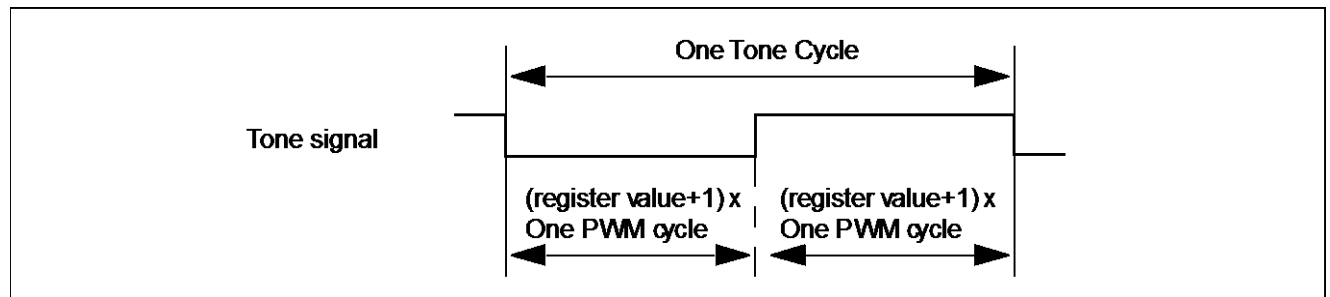 One Tone Cycle
Tone signal
(register value+1) x
One PWM cycle
(register value+1) x
One PWM cycle